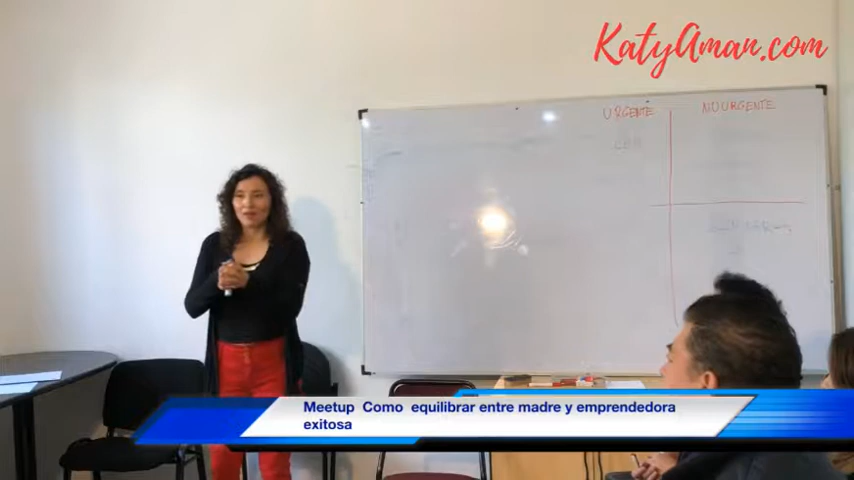 KatyAman.com
URGENTE NO URGENTE
Meetup Como equilibrar entre madre y emprendedora
exitosa